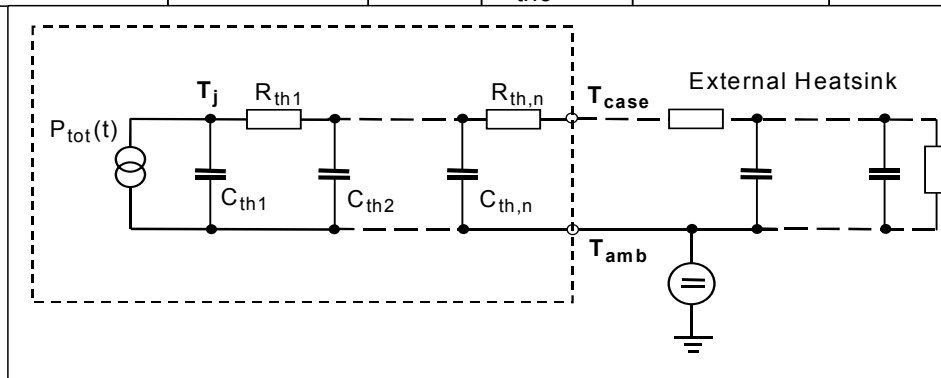 External Heatsink
T_j R_th1 R_th,n T_case
P_tot(t)
C_th1 C_th2 C_th,n
T_amb